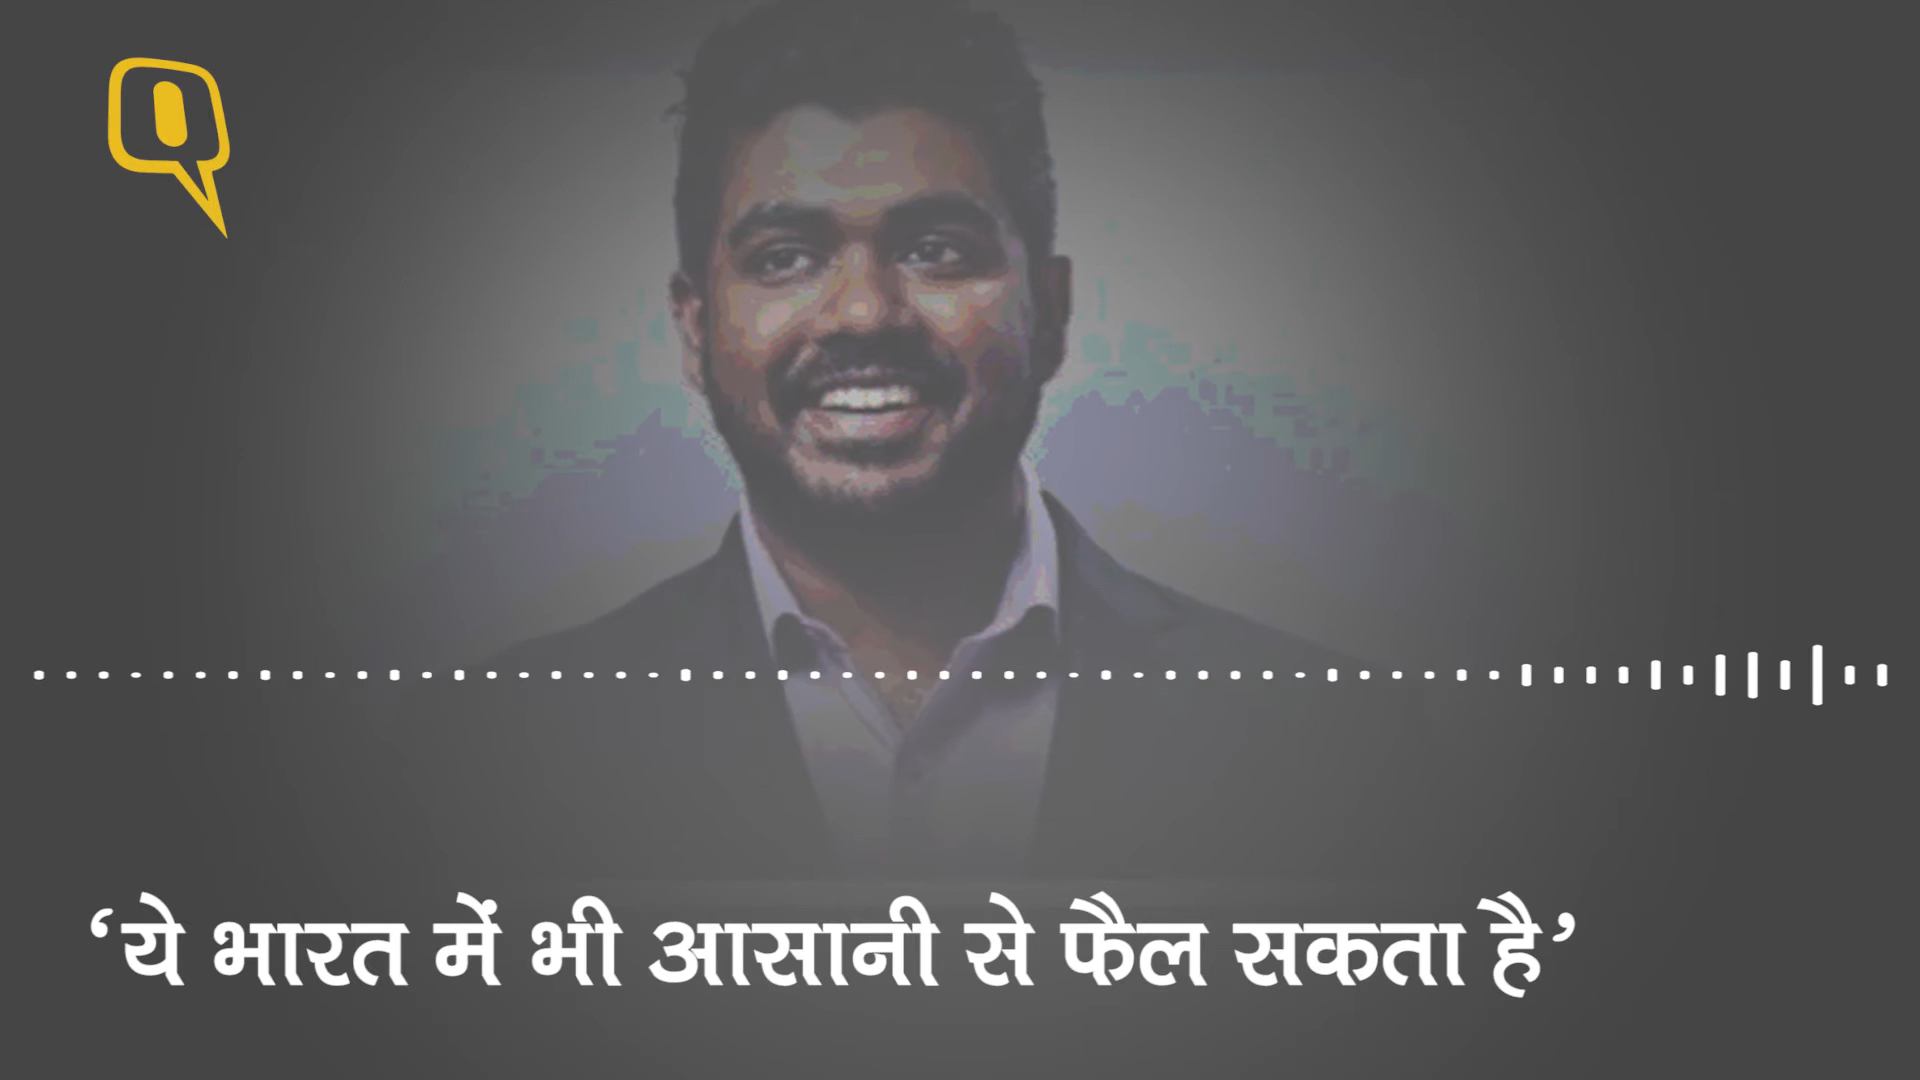 ‘ये भारत में भी आसानी से फैल सकता है’